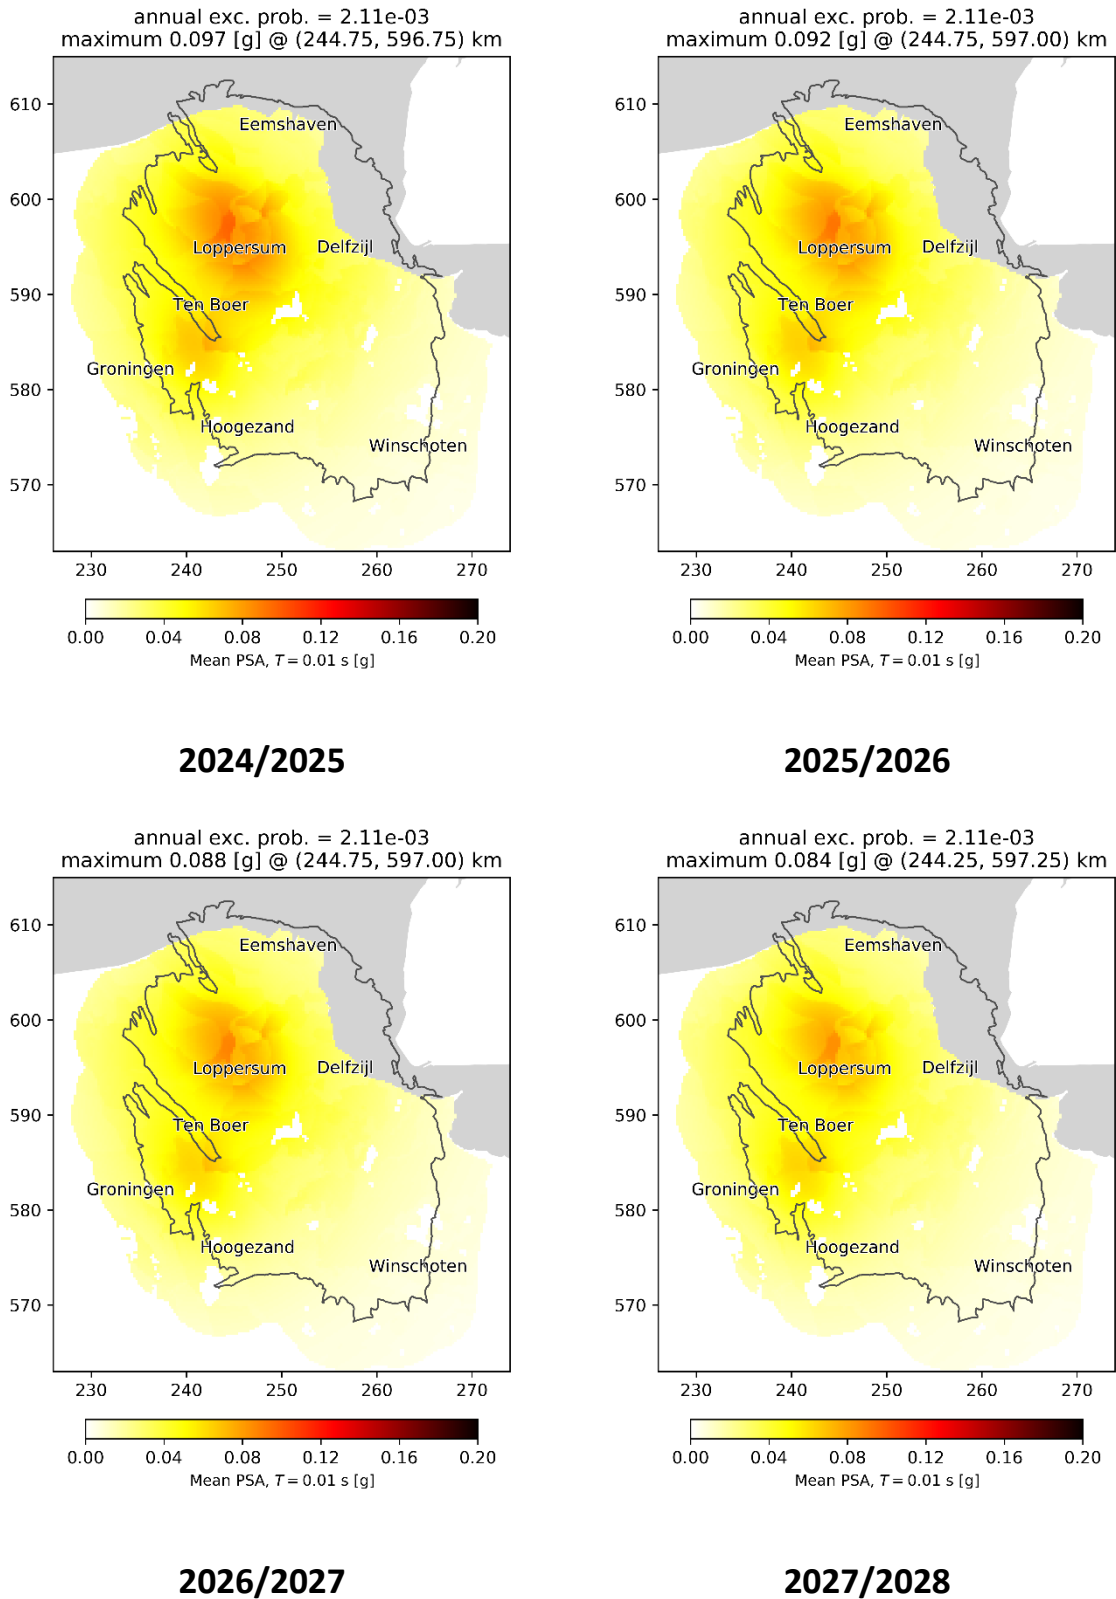 annual exc. prob. = 2.11e-03
maximum 0.097 [g] @ (244.75, 596.75) km
610
600
590
580
570
Eemshaven
Loppersum
Delfzijl
Ten Boer
Groningen
Hoogezand
Winschoten
230 240 250 260 270
0.00 0.04 0.08 0.12 0.16 0.20
Mean PSA, T = 0.01 s [g]
2024/2025
annual exc. prob. = 2.11e-03
maximum 0.092 [g] @ (244.75, 597.00) km
610
600
590
580
570
Eemshaven
Loppersum
Delfzijl
Ten Boer
Groningen
Hoogezand
Winschoten
230 240 250 260 270
0.00 0.04 0.08 0.12 0.16 0.20
Mean PSA, T = 0.01 s [g]
2025/2026
annual exc. prob. = 2.11e-03
maximum 0.088 [g] @ (244.75, 597.00) km
610
600
590
580
570
Eemshaven
Loppersum
Delfzijl
Ten Boer
Groningen
Hoogezand
Winschoten
230 240 250 260 270
0.00 0.04 0.08 0.12 0.16 0.20
Mean PSA, T = 0.01 s [g]
2026/2027
annual exc. prob. = 2.11e-03
maximum 0.084 [g] @ (244.25, 597.25) km
610
600
590
580
570
Eemshaven
Loppersum
Delfzijl
Ten Boer
Groningen
Hoogezand
Winschoten
230 240 250 260 270
0.00 0.04 0.08 0.12 0.16 0.20
Mean PSA, T = 0.01 s [g]
2027/2028